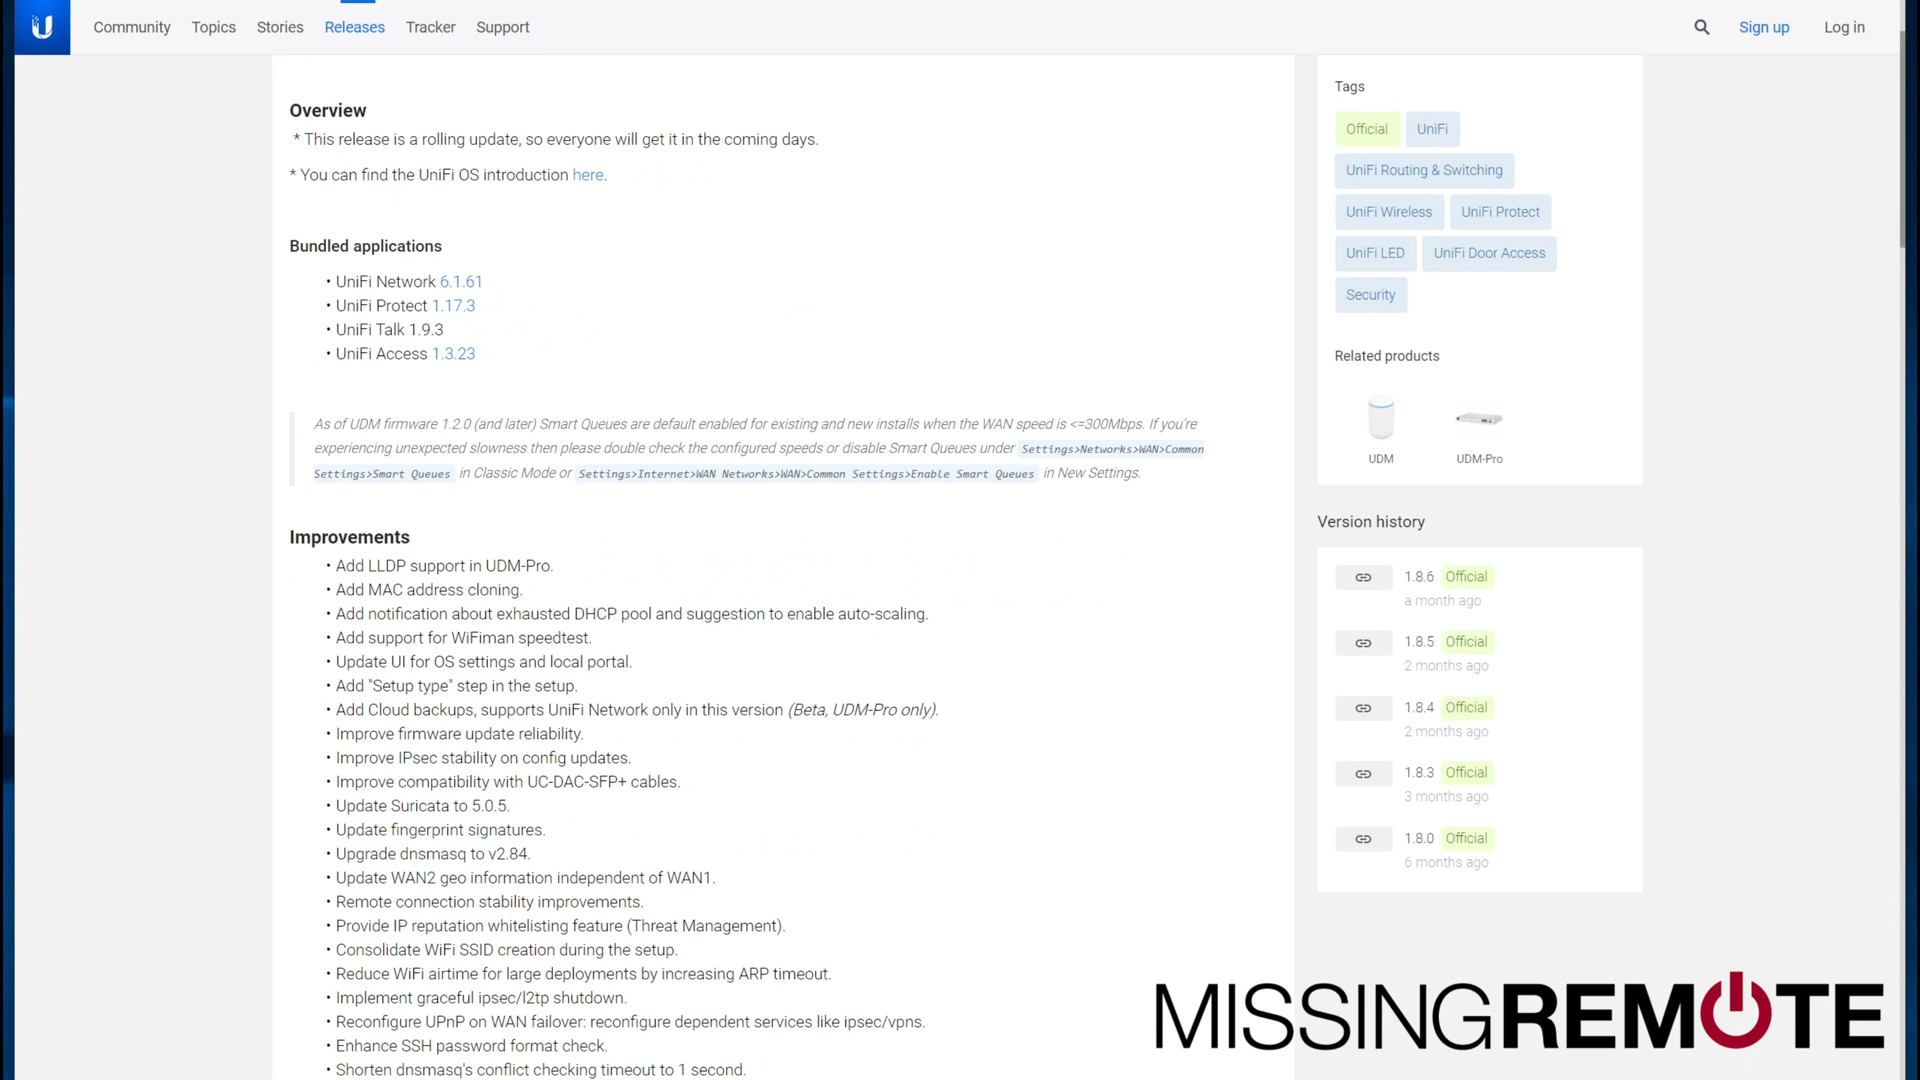 Community Topics Stories Releases Tracker Support Sign up Log in
Overview
* This release is a rolling update, so everyone will get it in the coming days.
* You can find the UniFi OS introduction here.
Bundled applications
• UniFi Network 6.1.61
• UniFi Protect 1.17.3
• UniFi Talk 1.9.3
• UniFi Access 1.3.23
As of UDM firmware 1.2.0 (and later) Smart Queues are default enabled for existing and new installs when the WAN speed is <=300Mbps. If you're
experiencing unexpected slowness then please double check the configured speeds or disable Smart Queues under Settings>Networks>WAN>Common
Settings>Smart Queues in Classic Mode or Settings>Internet>WAN Networks>WAN>Common Settings>Enable Smart Queues in New Settings.
Improvements
• Add LLDP support in UDM-Pro.
• Add MAC address cloning.
• Add notification about exhausted DHCP pool and suggestion to enable auto-scaling.
• Add support for WiFiman speedtest.
• Update UI for OS settings and local portal.
• Add "Setup type" step in the setup.
• Add Cloud backups, supports UniFi Network only in this version (Beta, UDM-Pro only).
• Improve firmware update reliability.
• Improve IPsec stability on config updates.
• Improve compatibility with UC-DAC-SFP+ cables.
• Update Suricata to 5.0.5.
• Update fingerprint signatures.
• Upgrade dnsmasq to v2.84.
• Update WAN2 geo information independent of WAN1.
• Remote connection stability improvements.
• Provide IP reputation whitelisting feature (Threat Management).
• Consolidate WiFi SSID creation during the setup.
• Reduce WiFi airtime for large deployments by increasing ARP timeout.
• Implement graceful ipsec/l2tp shutdown.
• Reconfigure UPnP on WAN failover: reconfigure dependent services like ipsec/vpns.
• Enhance SSH password format check.
• Shorten dnsmasq's conflict checking timeout to 1 second.
Tags
Official UniFi
UniFi Routing & Switching
UniFi Wireless UniFi Protect
UniFi LED UniFi Door Access
Security
Related products
UDM UDM-Pro
Version history
1.8.6 Official
a month ago
1.8.5 Official
2 months ago
1.8.4 Official
2 months ago
1.8.3 Official
3 months ago
1.8.0 Official
6 months ago
MISSINGREMOTE